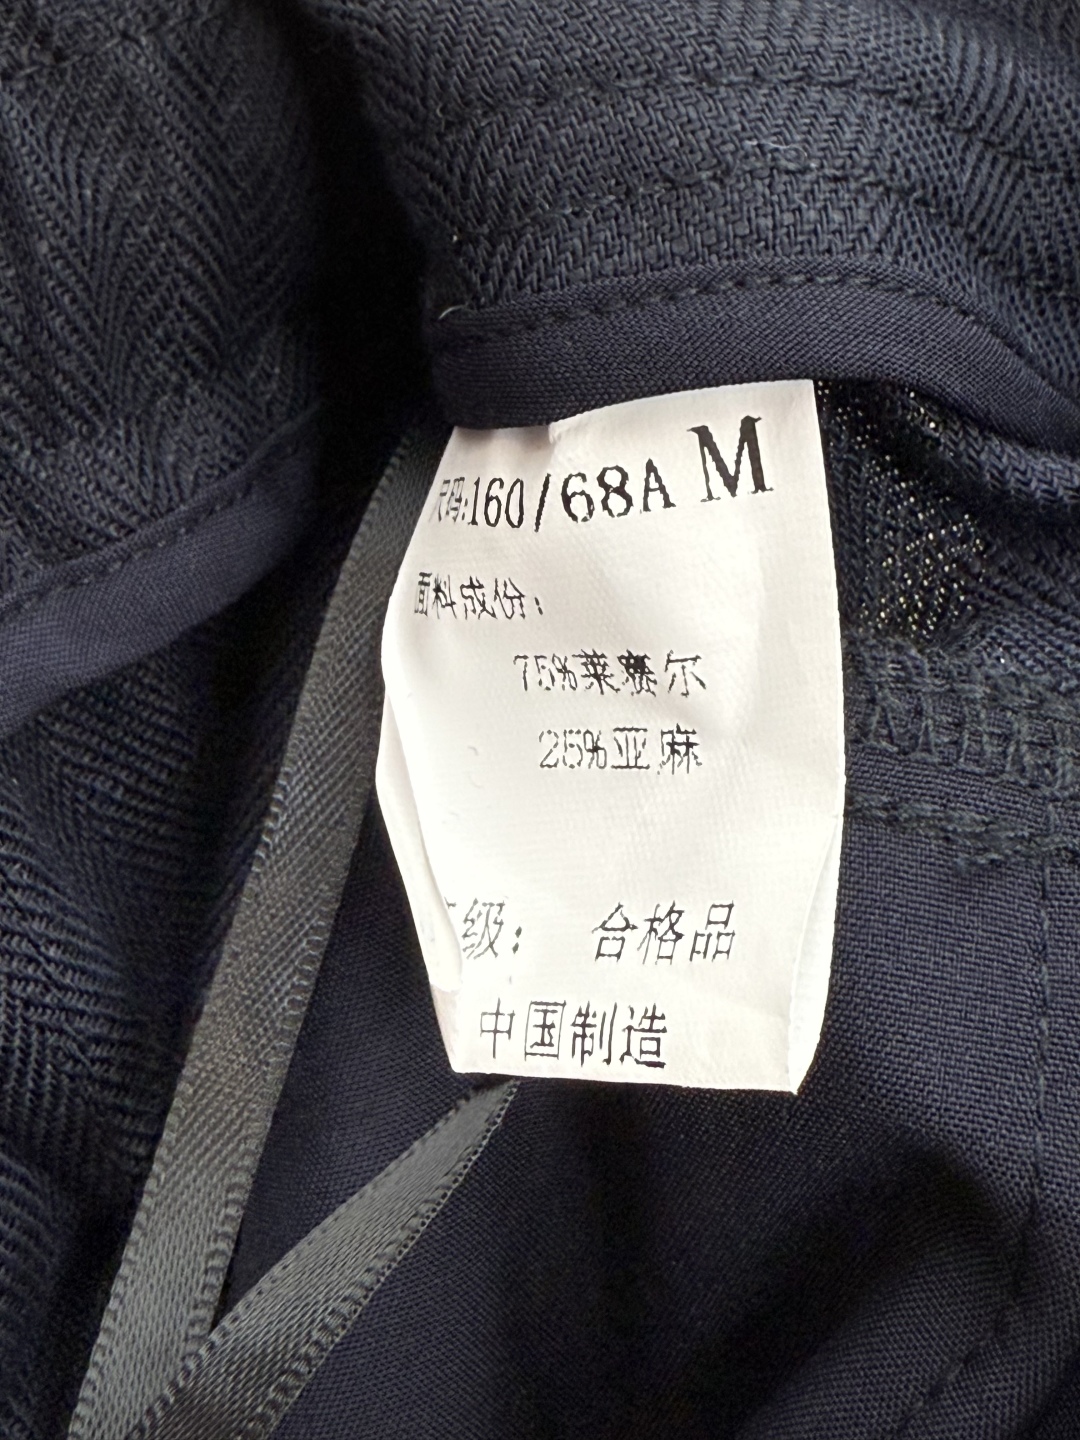 尺码:160/68A M
面料成份:
75%莱赛尔
25%亚麻
级: 合格品
中国制造